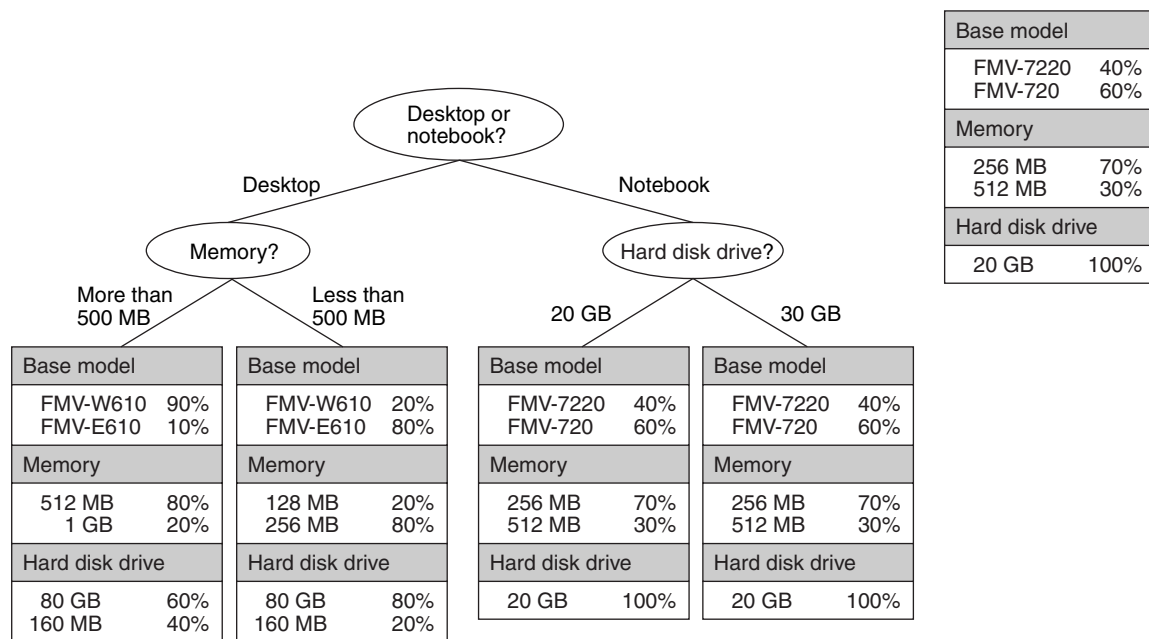 Desktop or
notebook?
Desktop
Notebook
Memory?
Hard disk drive?
More than
500 MB
Less than
500 MB
20 GB
30 GB
Base model
FMV-W610 90%
FMV-E610 10%
Memory
512 MB 80%
1 GB 20%
Hard disk drive
80 GB 60%
160 MB 40%
Base model
FMV-W610 20%
FMV-E610 80%
Memory
128 MB 20%
256 MB 80%
Hard disk drive
80 GB 80%
160 MB 20%
Base model
FMV-7220 40%
FMV-720 60%
Memory
256 MB 70%
512 MB 30%
Hard disk drive
20 GB 100%
Base model
FMV-7220 40%
FMV-720 60%
Memory
256 MB 70%
512 MB 30%
Hard disk drive
20 GB 100%
Base model
FMV-7220 40%
FMV-720 60%
Memory
256 MB 70%
512 MB 30%
Hard disk drive
20 GB 100%